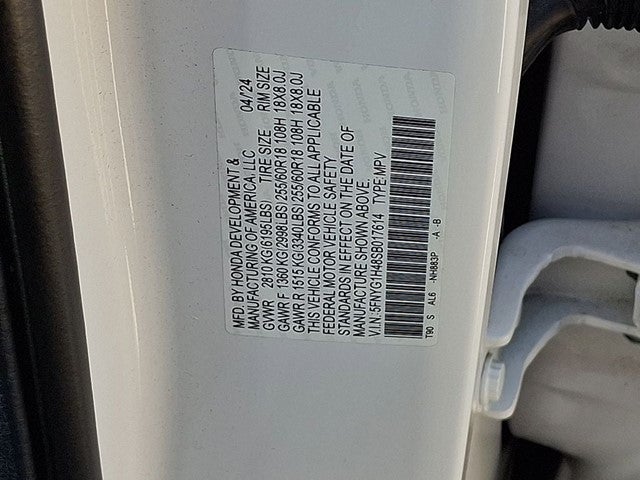 MFD. BY HONDA DEVELOPMENT &
MANUFACTURING OF AMERICA, LLC 04/24
GVWR 2810 KG(6195LBS) TIRE SIZE RIM SIZE
GAWR F 1360 KG(2998LBS) 255/60R18 108H 18X8.0J
GAWR R 1515 KG(3340LBS) 255/60R18 108H 18X8.0J
THIS VEHICLE CONFORMS TO ALL APPLICABLE
FEDERAL MOTOR VEHICLE SAFETY
STANDARDS IN EFFECT ON THE DATE OF
MANUFACTURE SHOWN ABOVE.
V.I.N.:5FNYG1H48SB017614 TYPE:MPV
T90 S AL6 -NH883P -A -B